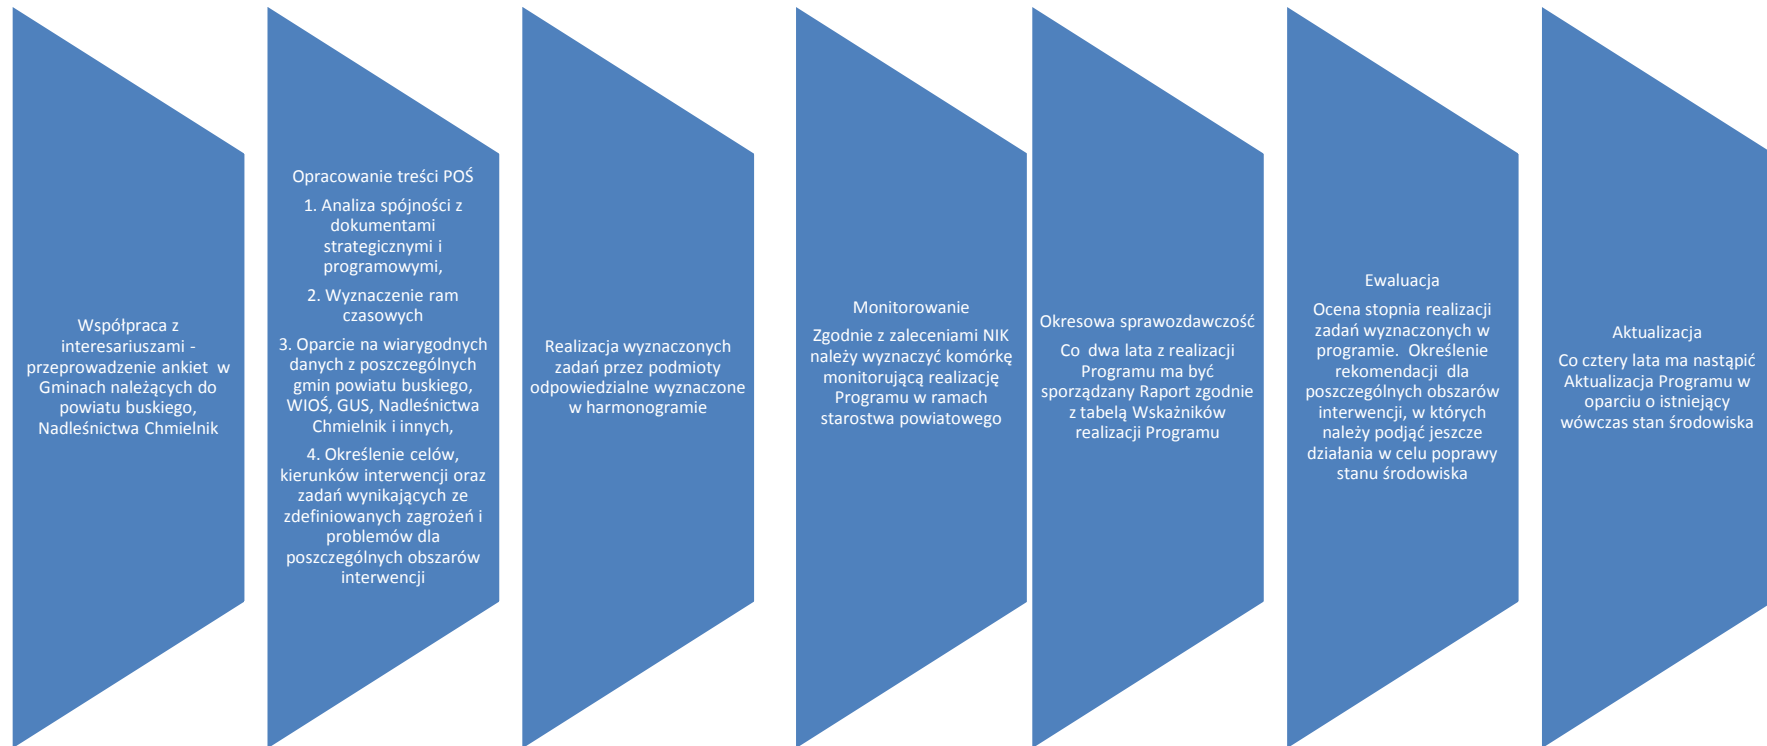 Współpraca z
interesariuszami -
przeprowadzenie ankiet w
Gminach należących do
powiatu buskiego,
Nadleśnictwa Chmielnik
Opracowanie treści POŚ
1. Analiza spójności z
dokumentami
strategicznymi i
programowymi,
2. Wyznaczenie ram
czasowych
3. Oparcie na wiarygodnych
danych z poszczególnych
gmin powiatu buskiego,
WIOŚ, GUS, Nadleśnictwa
Chmielnik i innych,
4. Określenie celów,
kierunków interwencji oraz
zadań wynikających ze
zdefiniowanych zagrożeń i
problemów dla
poszczególnych obszarów
interwencji
Realizacja wyznaczonych
zadań przez podmioty
odpowiedzialne wyznaczone
w harmonogramie
Monitorowanie
Zgodnie z zaleceniami NIK
należy wyznaczyć komórkę
monitorującą realizację
Programu w ramach
starostwa powiatowego
Okresowa sprawozdawczość
Co dwa lata z realizacji
Programu ma być
sporządzany Raport zgodnie
z tabelą Wskaźników
realizacji Programu
Ewaluacja
Ocena stopnia realizacji
zadań wyznaczonych w
programie. Określenie
rekomendacji dla
poszczególnych obszarów
interwencji, w których
należy podjąć jeszcze
działania w celu poprawy
stanu środowiska
Aktualizacja
Co cztery lata ma nastąpić
Aktualizacja Programu w
oparciu o istniejący
wówczas stan środowiska